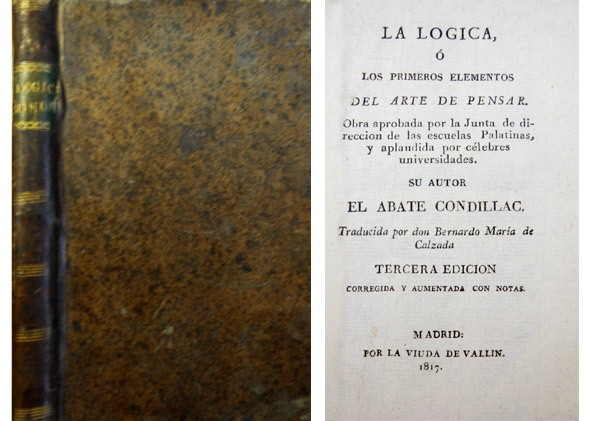 LOGICA
LA LOGICA,
Ó
LOS PRIMEROS ELEMENTOS
DEL ARTE DE PENSAR.
Obra aprobada por la Junta de di-
reccion de las escuelas Palatinas,
y aplaudida por célebres
universidades.
SU AUTOR
EL ABATE CONDILLAC.
Traducida por don Bernardo María de
Calzada
TERCERA EDICION
CORREGIDA Y AUMENTADA CON NOTAS.
MADRID:
POR LA VIUDA DE VALLIN.
1817.